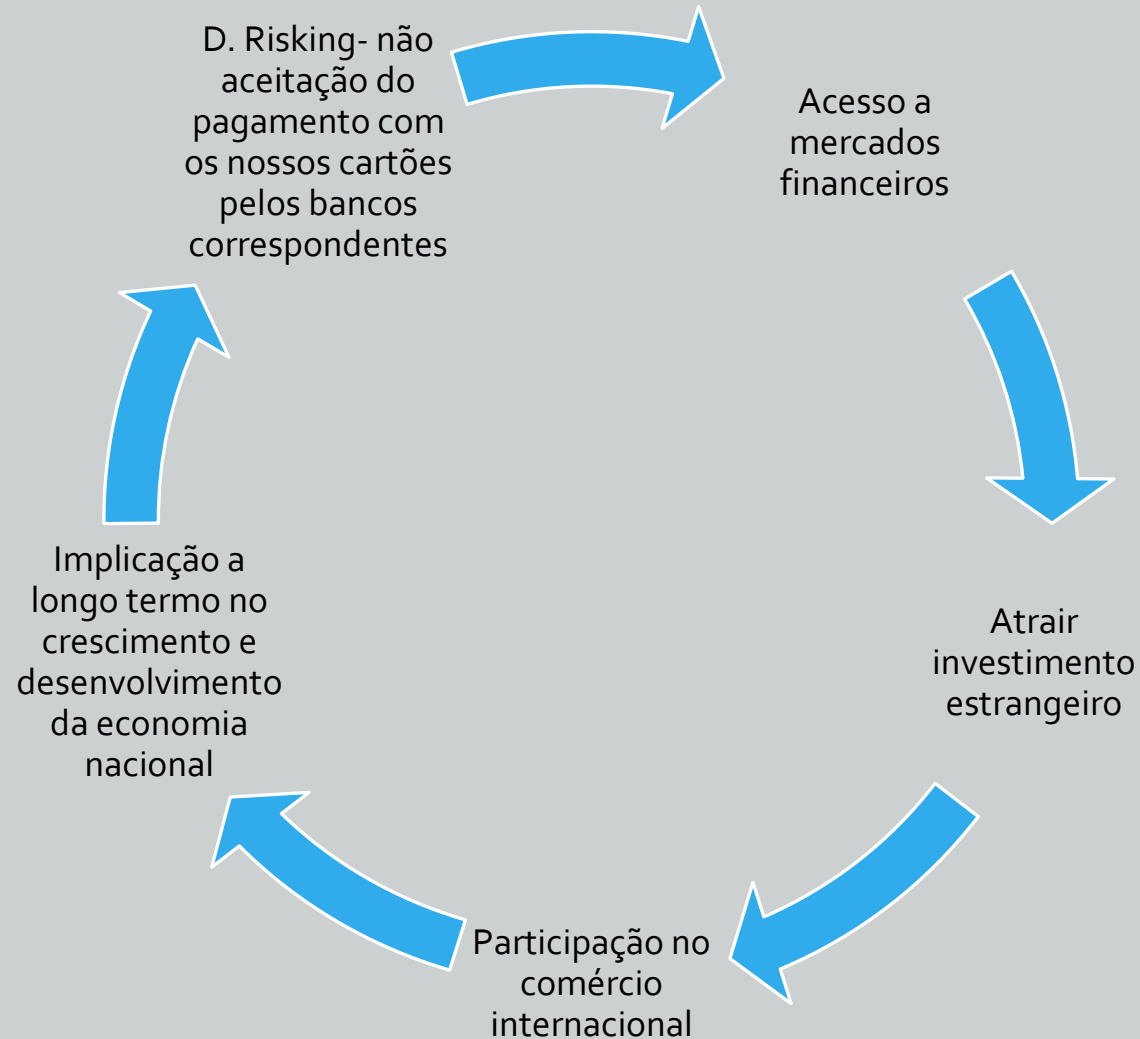 D. Risking- não
aceitação do
pagamento com
os nossos cartões
pelos bancos
correspondentes
Acesso a
mercados
financeiros
Atrair
investimento
estrangeiro
Participação no
comércio
internacional
Implicação a
longo termo no
crescimento e
desenvolvimento
da economia
nacional